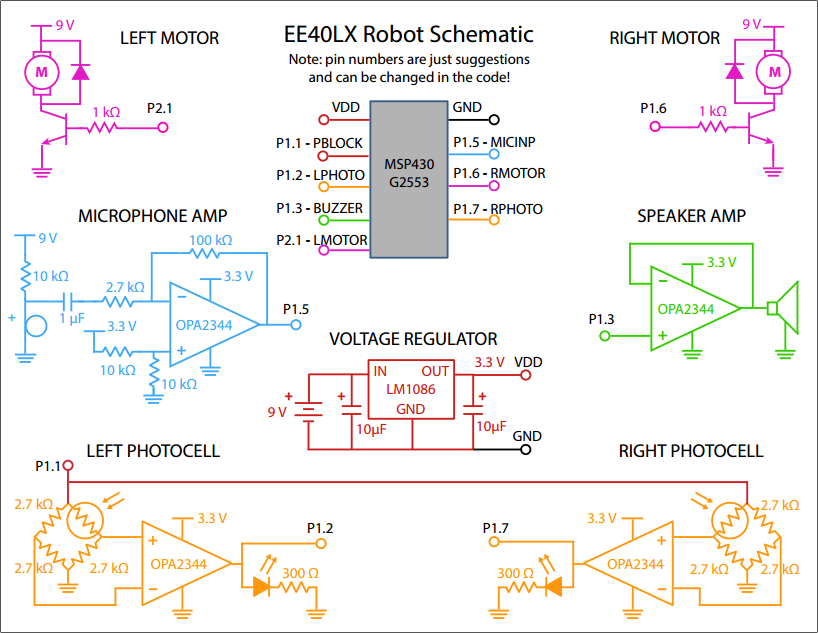 EE40LX Robot Schematic
Note: pin numbers are just suggestions
and can be changed in the code!
LEFT MOTOR
9 V
M
1 kΩ
P2.1
RIGHT MOTOR
9 V
M
P1.6
1 kΩ
VDD
GND
P1.1 - PBLOCK
P1.5 - MICINP
MSP430
G2553
P1.2 - LPHOTO
P1.6 - RMOTOR
P1.3 - BUZZER
P1.7 - RPHOTO
P2.1 - LMOTOR
MICROPHONE AMP
9 V
100 kΩ
10 kΩ
2.7 kΩ
3.3 V
−
1 µF
+
3.3 V
OPA2344
P1.5
+
10 kΩ
10 kΩ
SPEAKER AMP
3.3 V
−
OPA2344
P1.3
+
VOLTAGE REGULATOR
IN
OUT
3.3 V
VDD
LM1086
GND
+
+
+
9 V
10µF
10µF
GND
LEFT PHOTOCELL
P1.1
2.7 kΩ
3.3 V
P1.2
+
OPA2344
2.7 kΩ
2.7 kΩ
−
300 Ω
RIGHT PHOTOCELL
2.7 kΩ
3.3 V
P1.7
+
OPA2344
2.7 kΩ
2.7 kΩ
−
300 Ω